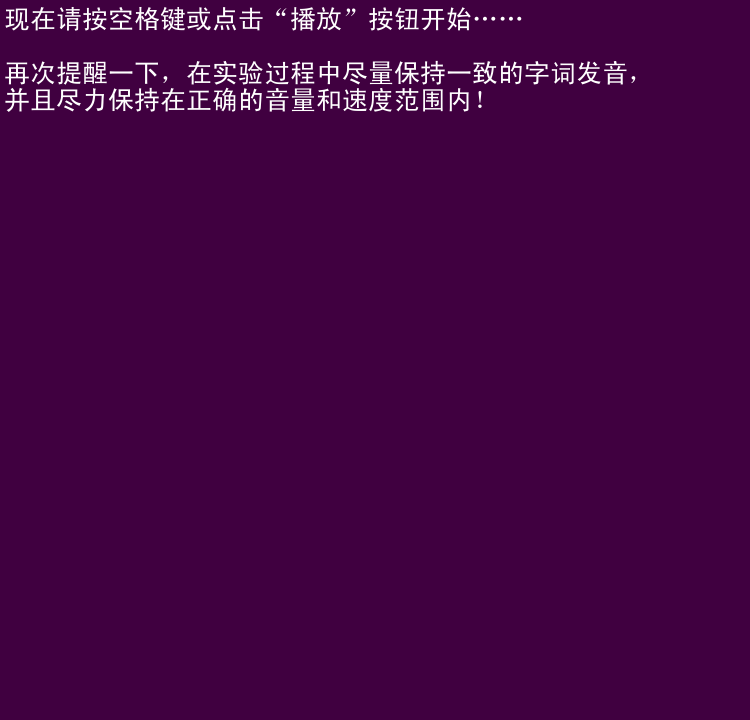 现在请按空格键或点击“播放”按钮开始……
再次提醒一下，在实验过程中尽量保持一致的字词发音，
并且尽力保持在正确的音量和速度范围内！